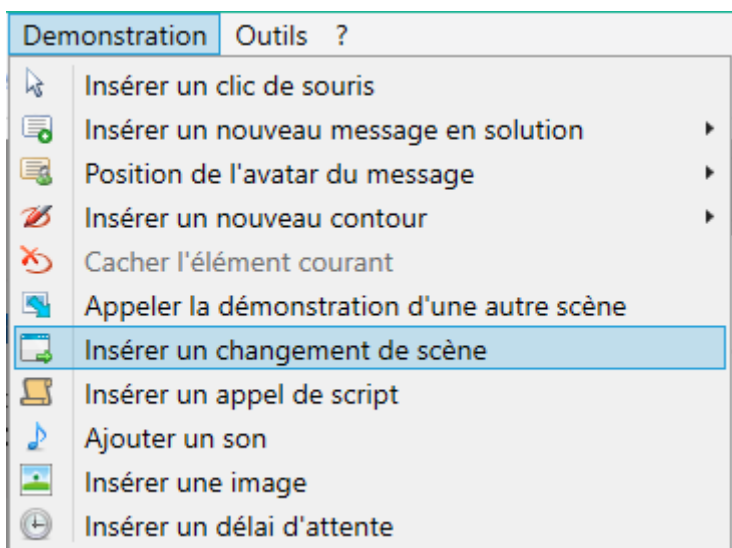 Demonstration Outils ?
Insérer un clic de souris
Insérer un nouveau message en solution
Position de l'avatar du message
Insérer un nouveau contour
Cacher l'élément courant
Appeler la démonstration d'une autre scène
Insérer un changement de scène
Insérer un appel de script
Ajouter un son
Insérer une image
Insérer un délai d'attente